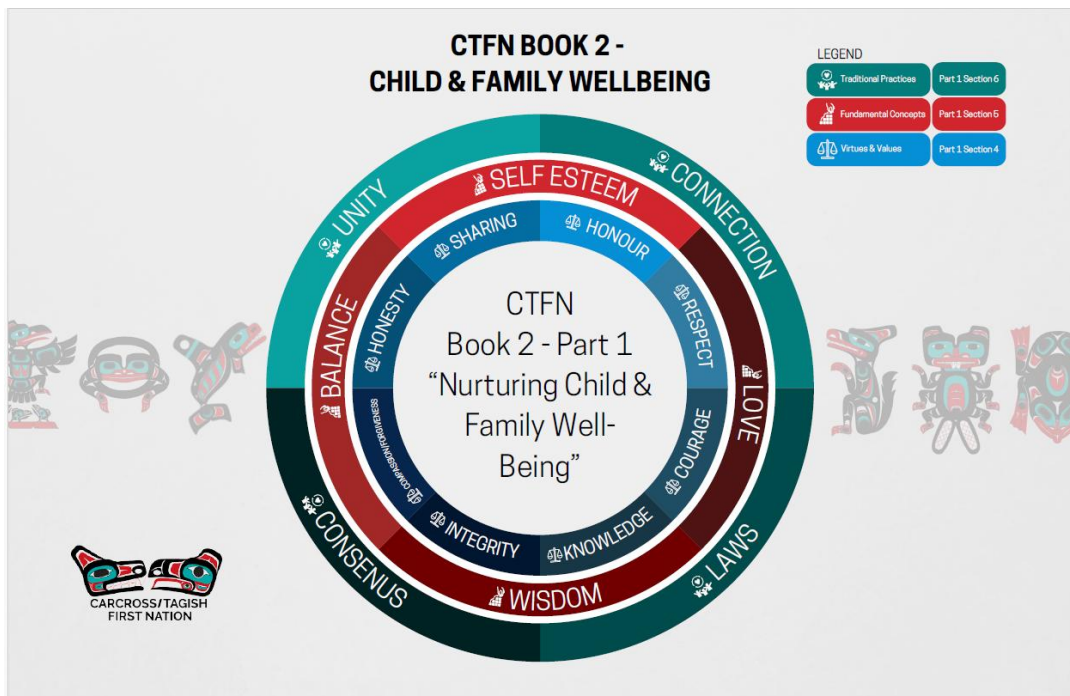 CTFN BOOK 2 -
CHILD & FAMILY WELLBEING
LEGEND
Traditional Practices Part 1 Section 6
Fundamental Concepts Part 1 Section 5
Virtues & Values Part 1 Section 4
UNITY
CONNECTION
LAWS
CONSENUS
SELF ESTEEM
LOVE
WISDOM
BALANCE
SHARING
HONOUR
RESPECT
COURAGE
KNOWLEDGE
INTEGRITY
COMPASSION/FORGIVENESS
HONESTY
CTFN
Book 2 - Part 1
“Nurturing Child &
Family Well-
Being”
CARCROSS/TAGISH
FIRST NATION